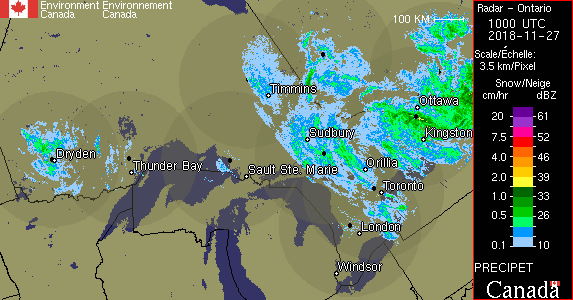 Environment Environnement
Canada Canada
100 KM
Radar - Ontario
1000 UTC
2018-11-27
Scale/Échelle:
3.5 km/Pixel
Snow/Neige
cm/hr dBZ
20 61
7.5 52
4.0 46
2.0 39
1.0 33
0.5 26
0.1 10
PRECIPET
Canada
Timmins
Ottawa
Sudbury
Kingston
Dryden
Thunder Bay
Sault Ste. Marie
Orillia
Toronto
London
Windsor